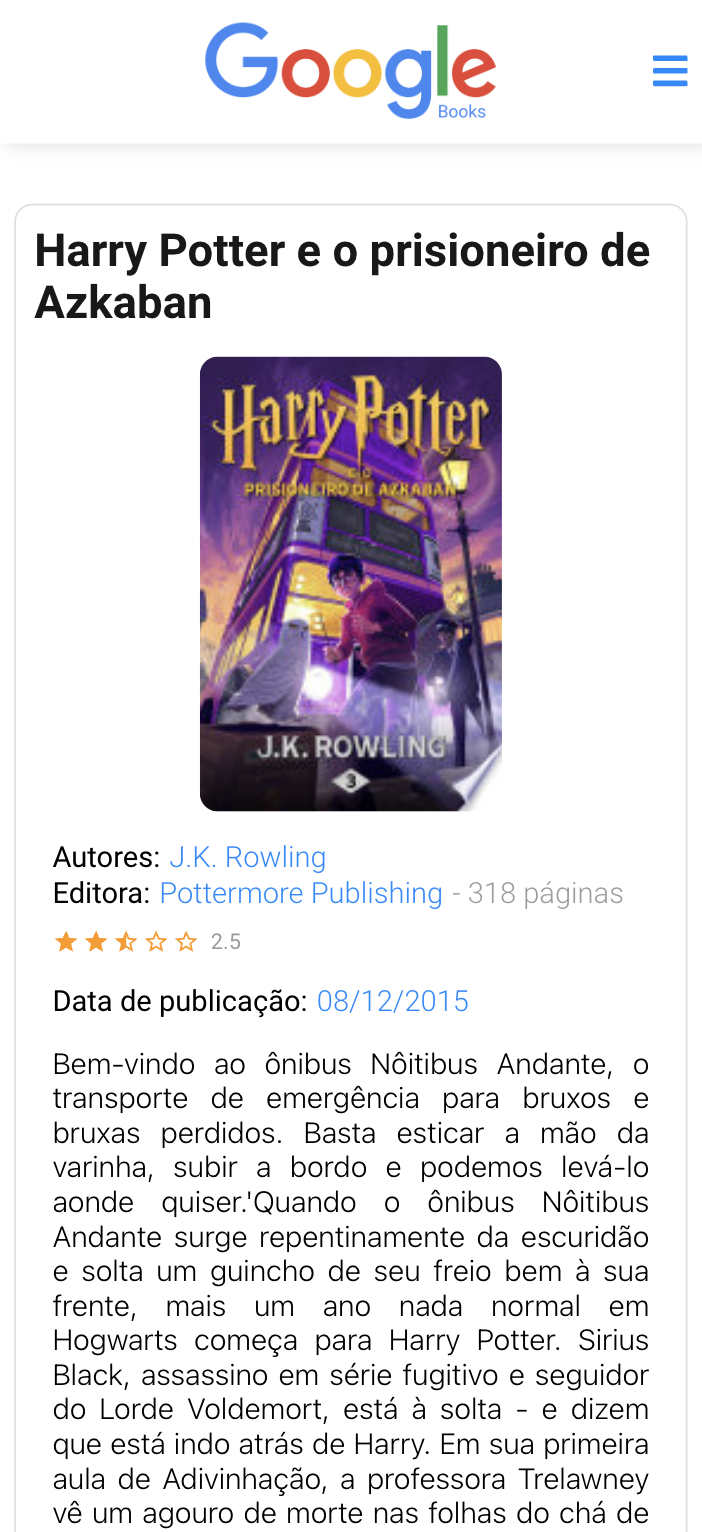 Google
Books
Harry Potter e o prisioneiro de
Azkaban
Harry Potter
E O
PRISIONEIRO DE AZKABAN
J.K. ROWLING
3
Autores: J.K. Rowling
Editora: Pottermore Publishing - 318 páginas
2.5
Data de publicação: 08/12/2015
Bem-vindo ao ônibus Nôitibus Andante, o
transporte de emergência para bruxos e
bruxas perdidos. Basta esticar a mão da
varinha, subir a bordo e podemos levá-lo
aonde quiser.'Quando o ônibus Nôitibus
Andante surge repentinamente da escuridão
e solta um guincho de seu freio bem à sua
frente, mais um ano nada normal em
Hogwarts começa para Harry Potter. Sirius
Black, assassino em série fugitivo e seguidor
do Lorde Voldemort, está à solta - e dizem
que está indo atrás de Harry. Em sua primeira
aula de Adivinhação, a professora Trelawney
vê um agouro de morte nas folhas do chá de